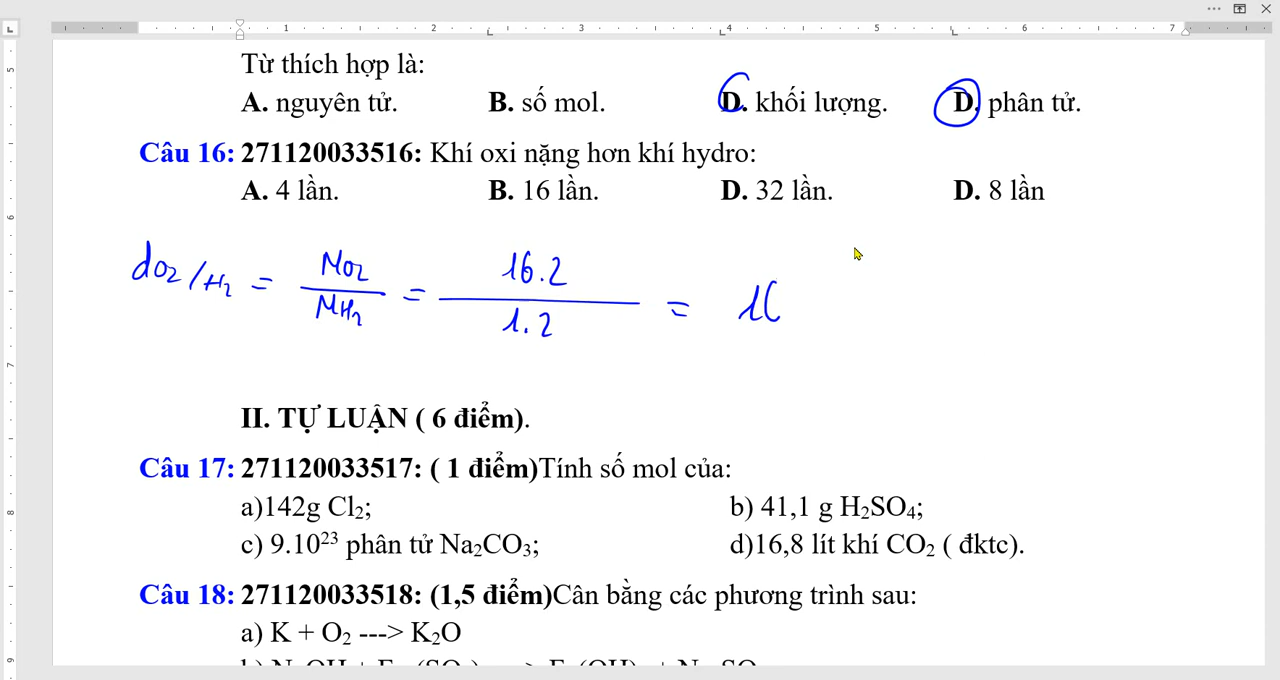 Từ thích hợp là:
A. nguyên tử. B. số mol. D. khối lượng. D. phân tử.
Câu 16: 271120033516: Khí oxi nặng hơn khí hydro:
A. 4 lần. B. 16 lần. D. 32 lần. D. 8 lần
dO2/H2 = MO2/MH2 = 16.2/1.2 = 16
II. TỰ LUẬN ( 6 điểm).
Câu 17: 271120033517: ( 1 điểm)Tính số mol của:
a)142g Cl₂; b) 41,1 g H₂SO₄;
c) 9.10²³ phân tử Na₂CO₃; d)16,8 lít khí CO₂ ( đktc).
Câu 18: 271120033518: (1,5 điểm)Cân bằng các phương trình sau:
a) K + O₂ ---> K₂O